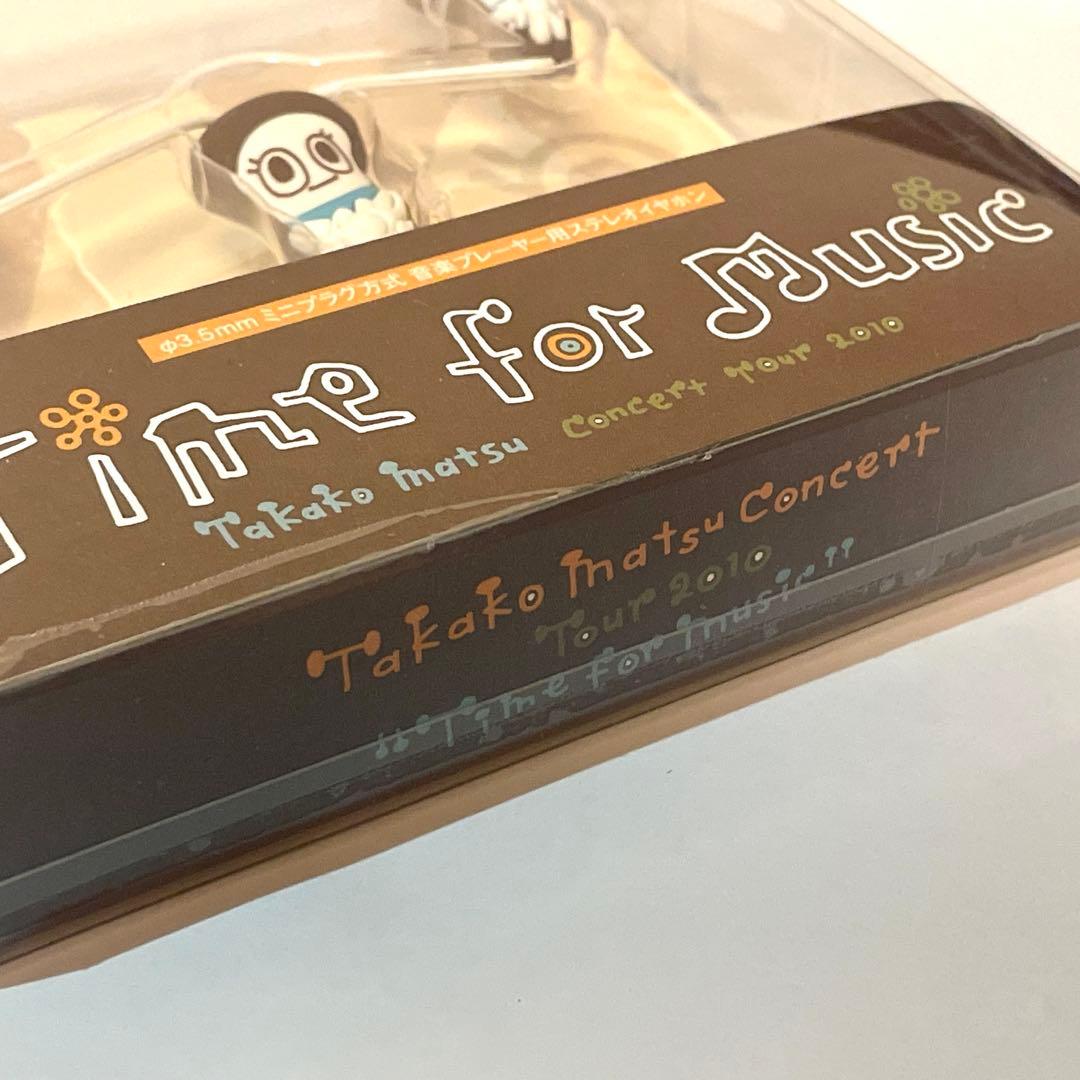 φ3.5mm ミニプラグ方式 音楽プレーヤー用ステレオイヤホン
Time for Music
Takako Matsu Concert Tour 2010
Takako Matsu Concert
Tour 2010
"Time for Music"